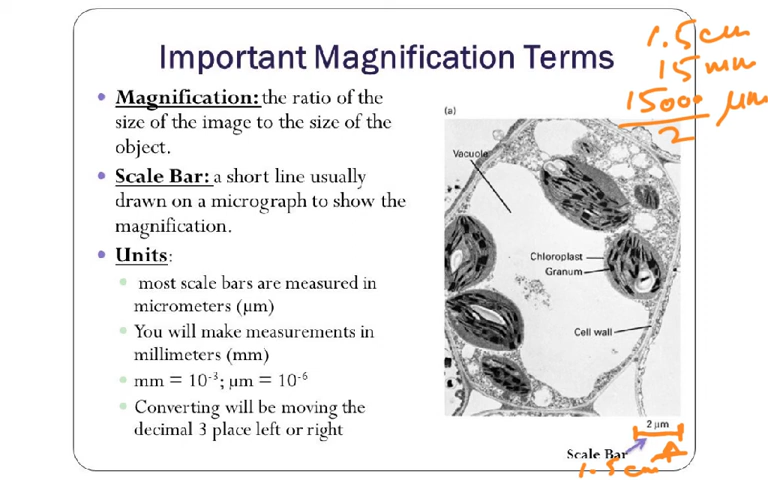 Important Magnification Terms
1.5cm
15 mm
15000 μm
2
• Magnification: the ratio of the
size of the image to the size of the
object.
• Scale Bar: a short line usually
drawn on a micrograph to show the
magnification.
• Units:
• most scale bars are measured in
micrometers (μm)
• You will make measurements in
millimeters (mm)
• mm = 10⁻³; μm = 10⁻⁶
• Converting will be moving the
decimal 3 place left or right
(a)
Vacuole
Chloroplast
Granum
Cell wall
2 μm
Scale Bar
1.5cm